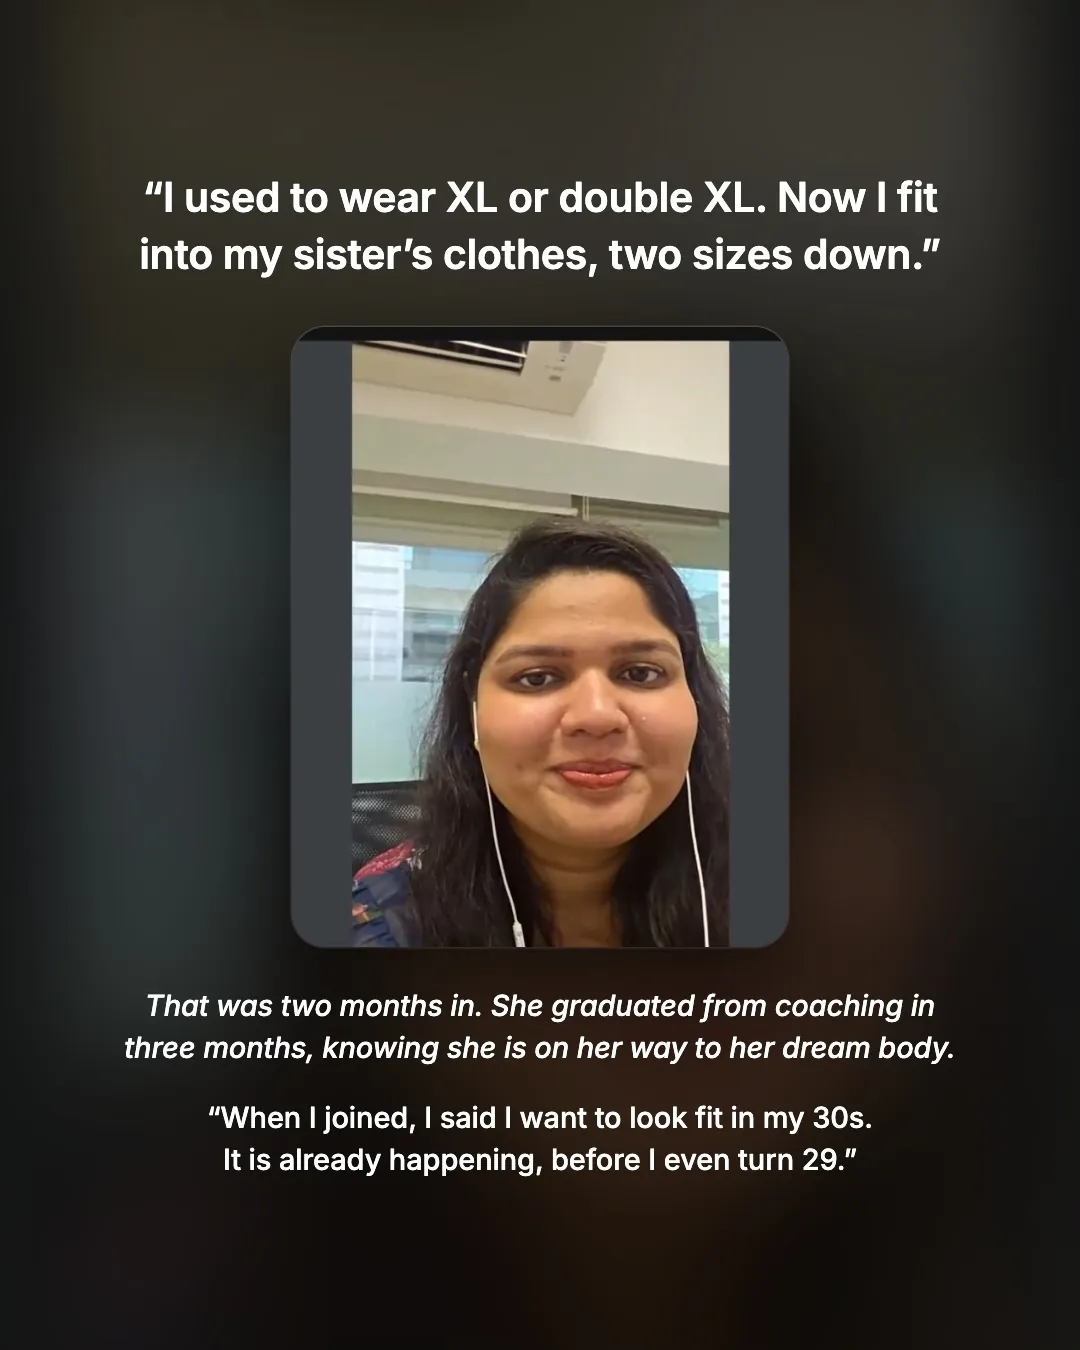 “I used to wear XL or double XL. Now I fit
into my sister’s clothes, two sizes down.”
That was two months in. She graduated from coaching in
three months, knowing she is on her way to her dream body.
“When I joined, I said I want to look fit in my 30s.
It is already happening, before I even turn 29.”